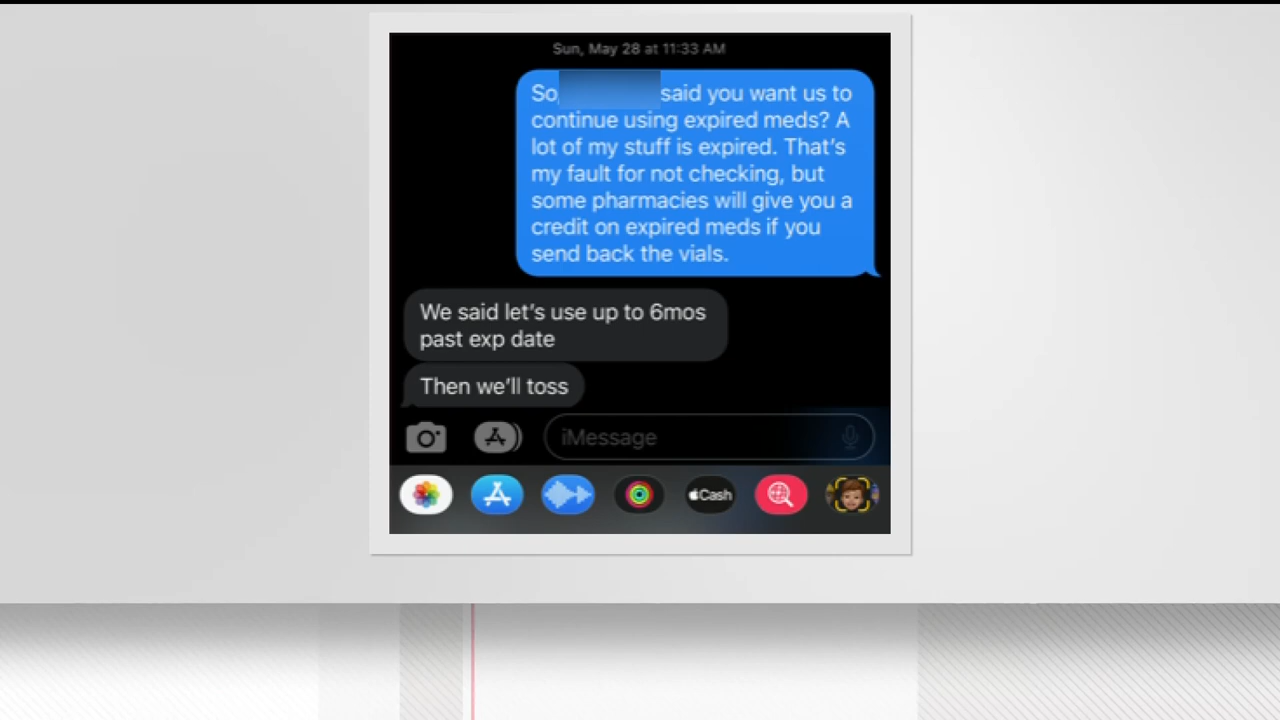 Sun, May 28 at 11:33 AM
So, said you want us to
continue using expired meds? A
lot of my stuff is expired. That's
my fault for not checking, but
some pharmacies will give you a
credit on expired meds if you
send back the vials.
We said let's use up to 6mos
past exp date
Then we'll toss
iMessage
Cash